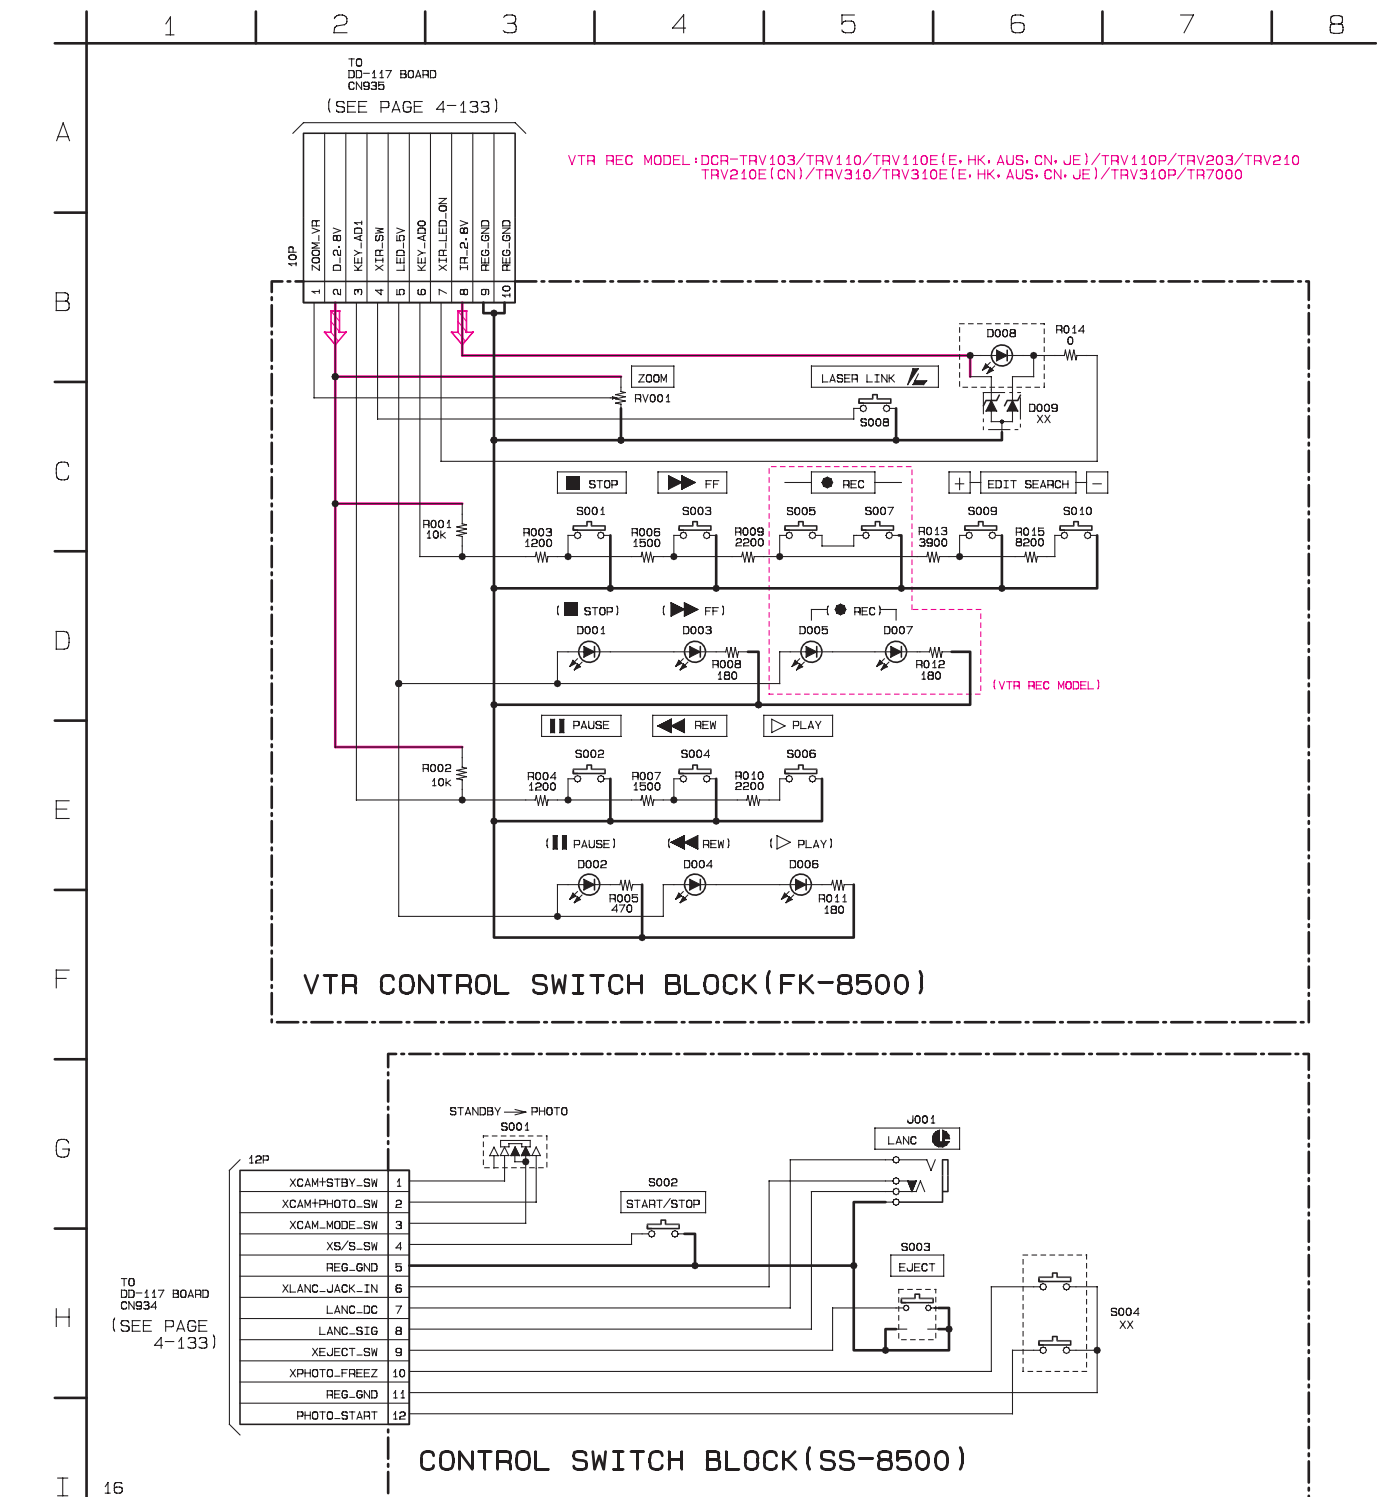 1 2 3 4 5 6 7 8
TO
DD-117 BOARD
CN935
(SEE PAGE 4-133)
A
VTR REC MODEL:DCR-TRV103/TRV110/TRV110E(E,HK,AUS,CN,JE)/TRV110P/TRV203/TRV210
TRV210E(CN)/TRV310/TRV310E(E,HK,AUS,CN,JE)/TRV310P/TR7000
10P
ZOOM_VR
D_2.8V
KEY_AD1
XIR_SW
LED_5V
KEY_AD0
XIR_LED_ON
IR_2.8V
REG_GND
REG_GND
1 2 3 4 5 6 7 8 9 10
B
D008
R014
0
ZOOM
RV001
LASER LINK
S008
D009
XX
C
STOP
FF
REC
+ EDIT SEARCH -
R001
10k
R003
1200
S001
R006
1500
S003
R009
2200
S005
S007
R013
3900
S009
R015
8200
S010
D
(STOP)
(FF)
(REC)
D001
D003
R008
180
D005
D007
R012
180
(VTR REC MODEL)
PAUSE
REW
PLAY
E
R002
10K
R004
1200
S002
R007
1500
S004
R010
2200
S006
(PAUSE)
(REW)
(PLAY)
D002
R005
470
D004
D006
R011
180
F
VTR CONTROL SWITCH BLOCK(FK-8500)
G
STANDBY PHOTO
S001
J001
LANC
12P
S002
START/STOP
S003
EJECT
S004
XX
H
TO
DD-117 BOARD
CN934
(SEE PAGE
4-133)
XCAM+STBY_SW 1
XCAM+PHOTO_SW 2
XCAM_MODE_SW 3
XS/S_SW 4
REG_GND 5
XLANC_JACK_IN 6
LANC_DC 7
LANC_SIG 8
XEJECT_SW 9
XPHOTO_FREEZ 10
REG_GND 11
PHOTO_START 12
CONTROL SWITCH BLOCK(SS-8500)
I
16